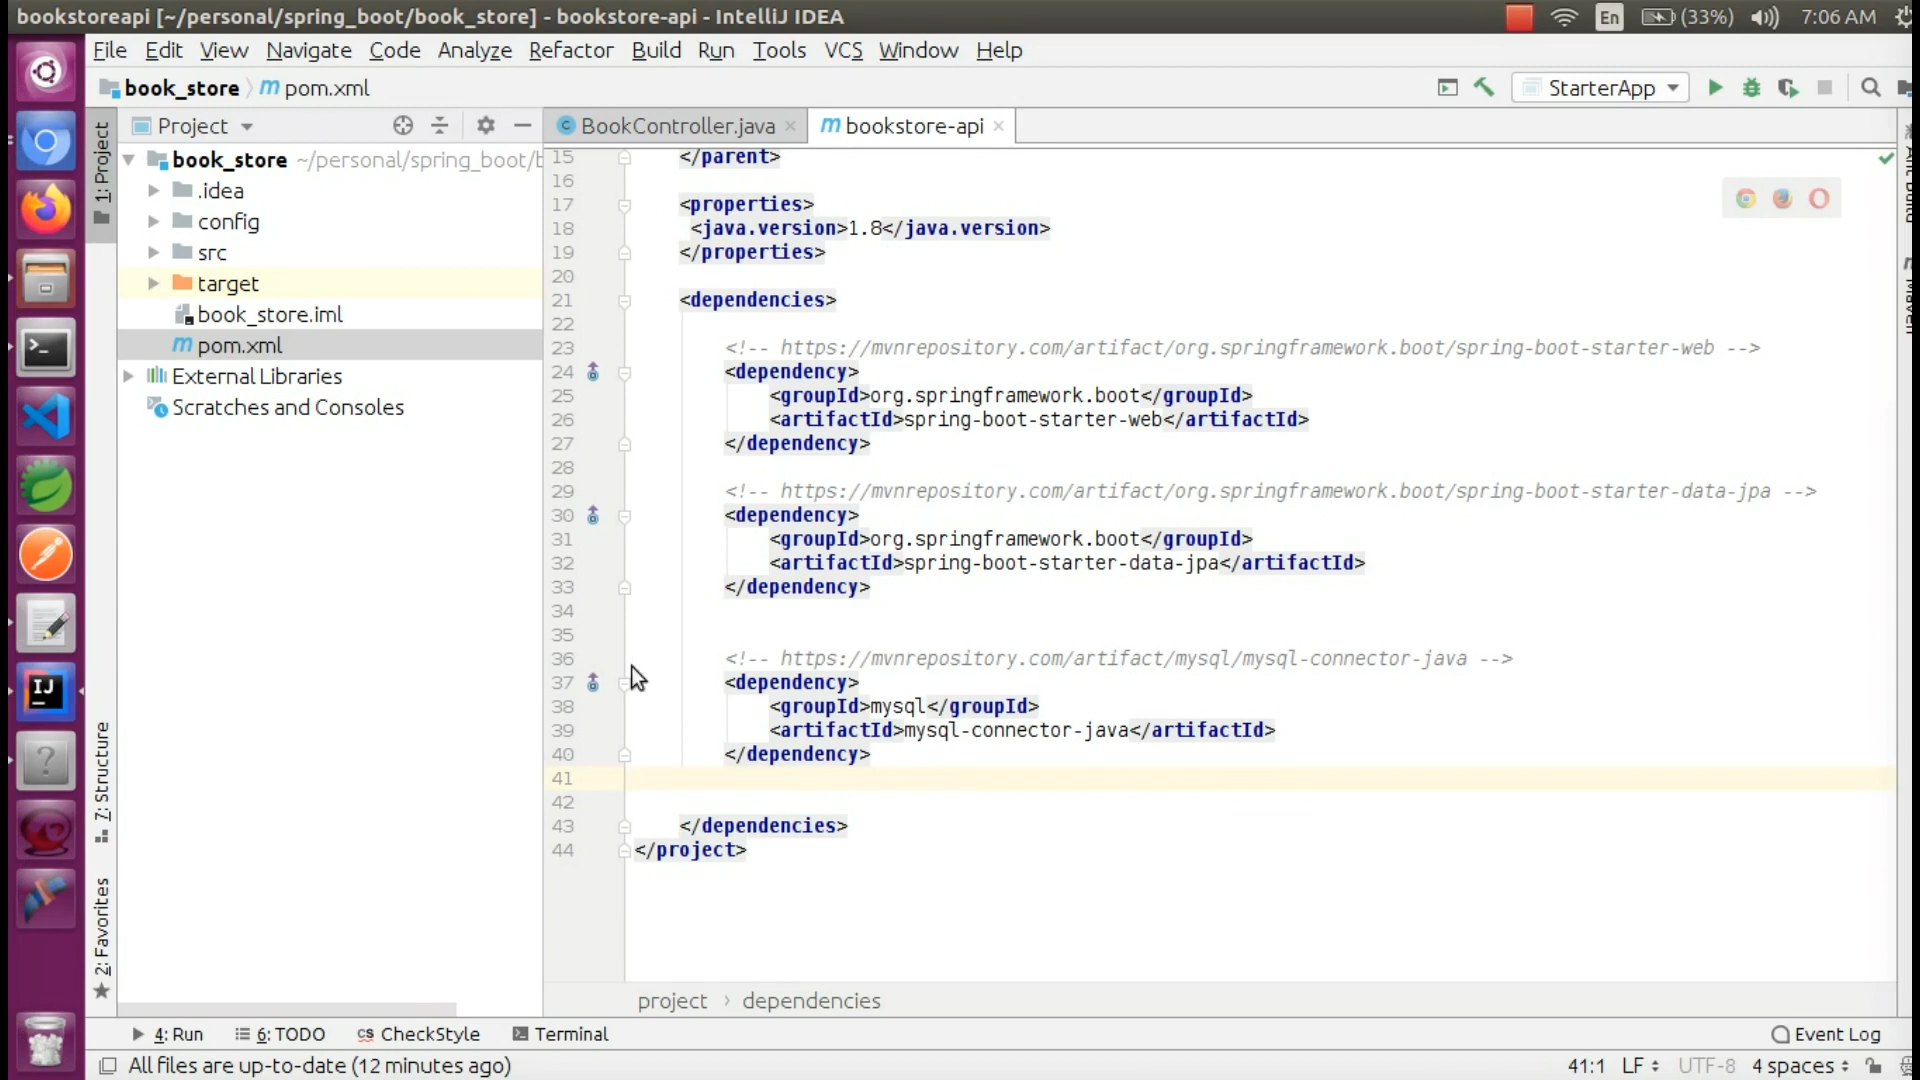 bookstoreapi [~/personal/spring_boot/book_store] - bookstore-api - IntelliJ IDEA
En (33%) 7:06 AM
File Edit View Navigate Code Analyze Refactor Build Run Tools VCS Window Help
book_store pom.xml
StarterApp
Project
BookController.java
bookstore-api
1: Project
book_store ~/personal/spring_boot/b
.idea
config
src
target
book_store.iml
pom.xml
External Libraries
Scratches and Consoles
15 </parent>
16
17 <properties>
18 <java.version>1.8</java.version>
19 </properties>
20
21 <dependencies>
22
23 <!-- https://mvnrepository.com/artifact/org.springframework.boot/spring-boot-starter-web -->
24 <dependency>
25 <groupId>org.springframework.boot</groupId>
26 <artifactId>spring-boot-starter-web</artifactId>
27 </dependency>
28
29 <!-- https://mvnrepository.com/artifact/org.springframework.boot/spring-boot-starter-data-jpa -->
30 <dependency>
31 <groupId>org.springframework.boot</groupId>
32 <artifactId>spring-boot-starter-data-jpa</artifactId>
33 </dependency>
34
35
36 <!-- https://mvnrepository.com/artifact/mysql/mysql-connector-java -->
37 <dependency>
38 <groupId>mysql</groupId>
39 <artifactId>mysql-connector-java</artifactId>
40 </dependency>
41
42
43 </dependencies>
44 </project>
7: Structure
2: Favorites
IJ
project › dependencies
4: Run 6: TODO CheckStyle Terminal
Event Log
All files are up-to-date (12 minutes ago)
41:1 LF UTF-8 4 spaces